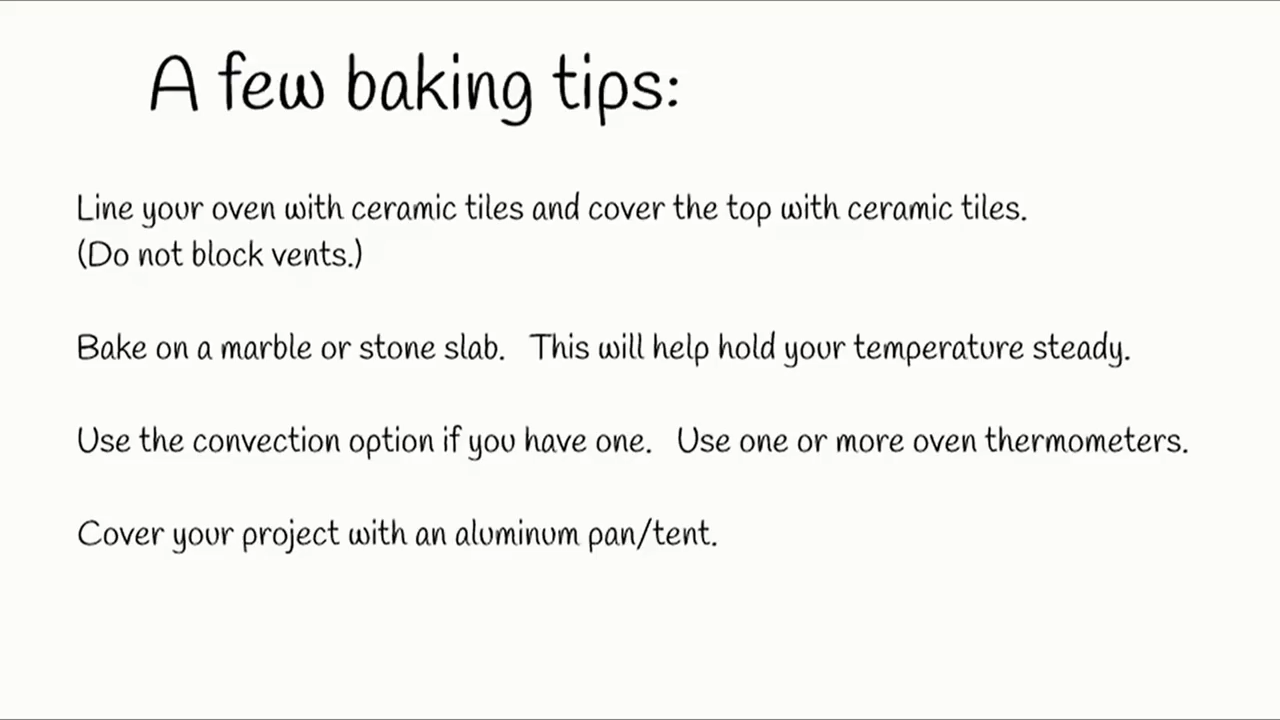 A few baking tips:
Line your oven with ceramic tiles and cover the top with ceramic tiles.
(Do not block vents.)
Bake on a marble or stone slab. This will help hold your temperature steady.
Use the convection option if you have one. Use one or more oven thermometers.
Cover your project with an aluminum pan/tent.